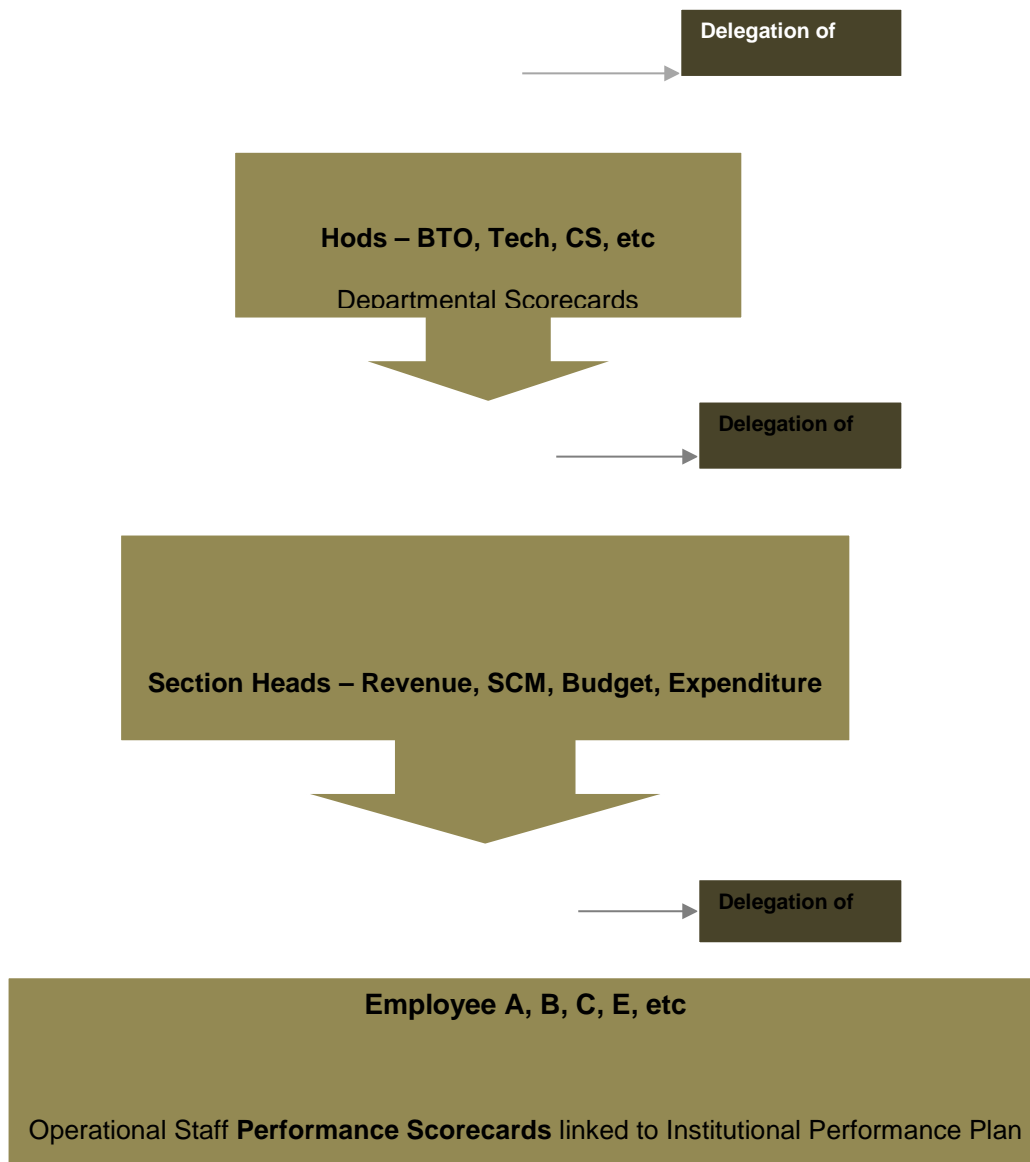 Delegation of
Hods – BTO, Tech, CS, etc
Departmental Scorecards
Delegation of
Section Heads – Revenue, SCM, Budget, Expenditure
Delegation of
Employee A, B, C, E, etc
Operational Staff Performance Scorecards linked to Institutional Performance Plan